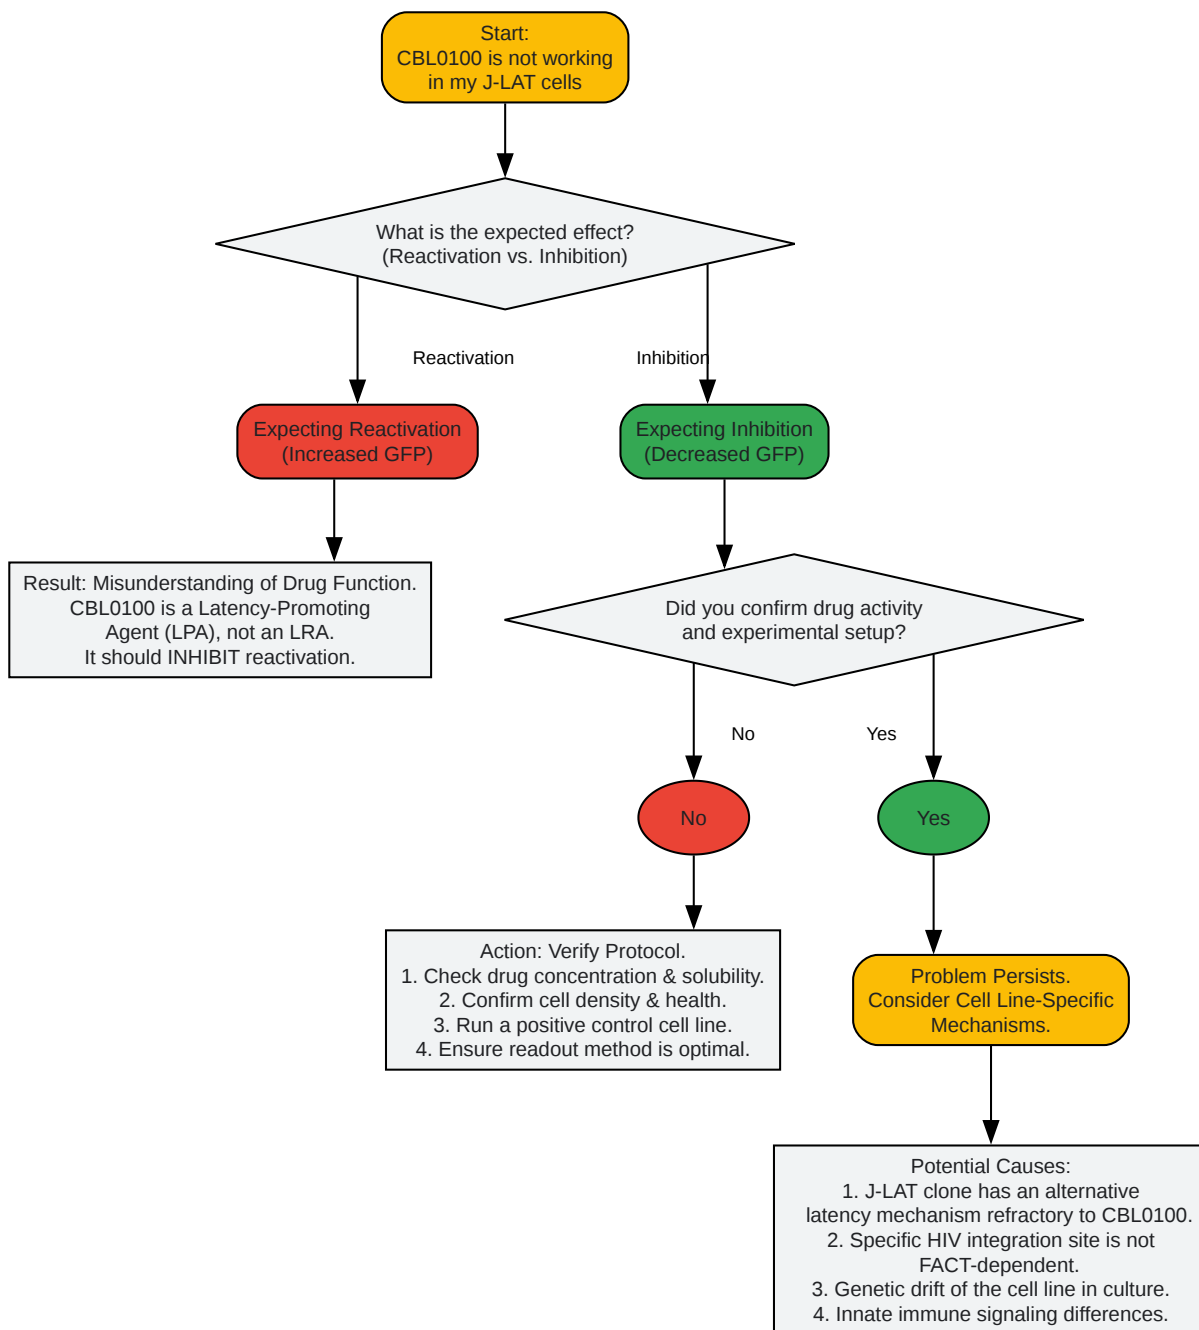 Start:
CBL0100 is not working
in my J-LAT cells
What is the expected effect?
(Reactivation vs. Inhibition)
Reactivation
Inhibition
Expecting Reactivation
(Increased GFP)
Expecting Inhibition
(Decreased GFP)
Result: Misunderstanding of Drug Function.
CBL0100 is a Latency-Promoting
Agent (LPA), not an LRA.
It should INHIBIT reactivation.
Did you confirm drug activity
and experimental setup?
No
Yes
No
Yes
Action: Verify Protocol.
1. Check drug concentration & solubility.
2. Confirm cell density & health.
3. Run a positive control cell line.
4. Ensure readout method is optimal.
Problem Persists.
Consider Cell Line-Specific
Mechanisms.
Potential Causes:
1. J-LAT clone has an alternative
latency mechanism refractory to CBL0100.
2. Specific HIV integration site is not
FACT-dependent.
3. Genetic drift of the cell line in culture.
4. Innate immune signaling differences.